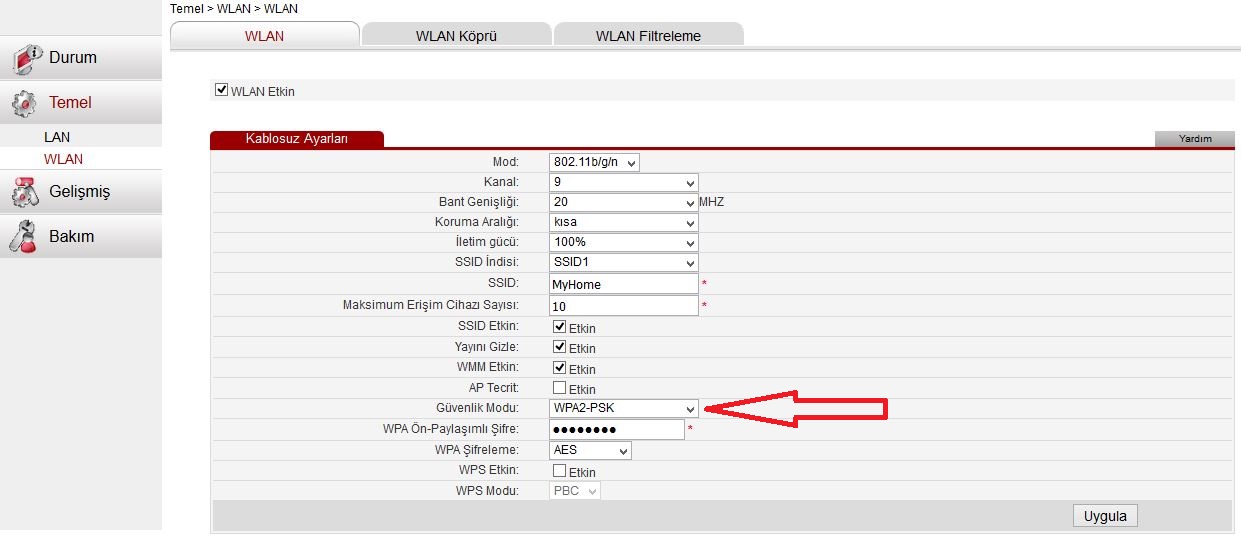 Temel > WLAN > WLAN
WLAN
WLAN Köprü
WLAN Filtreleme
Durum
Temel
LAN
WLAN
Gelişmiş
Bakım
WLAN Etkin
Kablosuz Ayarları
Yardım
Mod: 802.11b/g/n
Kanal: 9
Bant Genişliği: 20 MHZ
Koruma Aralığı: kısa
İletim gücü: 100%
SSID İndisi: SSID1
SSID: MyHome *
Maksimum Erişim Cihazı Sayısı: 10 *
SSID Etkin: Etkin
Yayını Gizle: Etkin
WMM Etkin: Etkin
AP Tecrit: Etkin
Güvenlik Modu: WPA2-PSK
WPA Ön-Paylaşımlı Şifre: ●●●●●●●● *
WPA Şifreleme: AES
WPS Etkin: Etkin
WPS Modu: PBC
Uygula